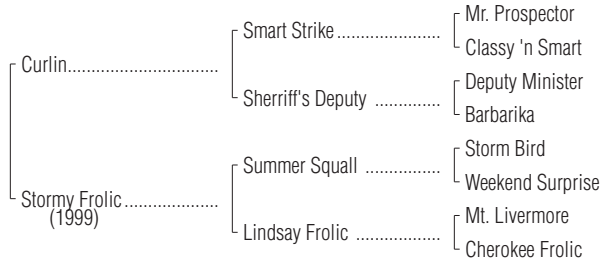 Mr. Prospector
Smart Strike......................
Classy 'n Smart
Curlin................................
Deputy Minister
Sherriff's Deputy ..............
Barbarika
Storm Bird
Summer Squall ................
Weekend Surprise
Stormy Frolic....................
(1999)
Mt. Livermore
Lindsay Frolic ..................
Cherokee Frolic